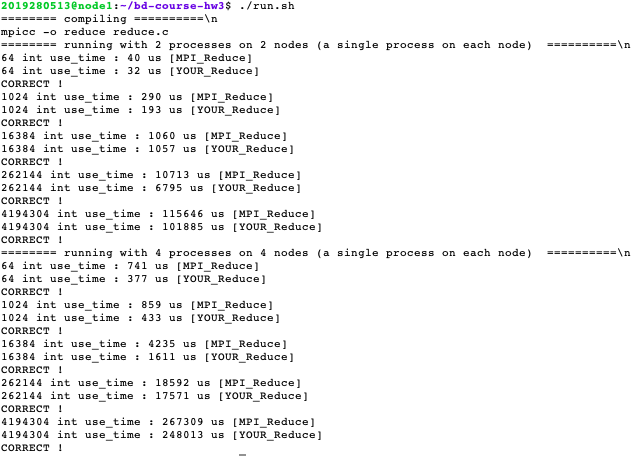 2019280513@node1:~/bd-course-hw3$ ./run.sh
======== compiling ==========\n
mpicc -o reduce reduce.c
======== running with 2 processes on 2 nodes (a single process on each node)  ==========\n
64 int use_time : 40 us [MPI_Reduce]
64 int use_time : 32 us [YOUR_Reduce]
CORRECT !
1024 int use_time : 290 us [MPI_Reduce]
1024 int use_time : 193 us [YOUR_Reduce]
CORRECT !
16384 int use_time : 1060 us [MPI_Reduce]
16384 int use_time : 1057 us [YOUR_Reduce]
CORRECT !
262144 int use_time : 10713 us [MPI_Reduce]
262144 int use_time : 6795 us [YOUR_Reduce]
CORRECT !
4194304 int use_time : 115646 us [MPI_Reduce]
4194304 int use_time : 101885 us [YOUR_Reduce]
CORRECT !
======== running with 4 processes on 4 nodes (a single process on each node)  ==========\n
64 int use_time : 741 us [MPI_Reduce]
64 int use_time : 377 us [YOUR_Reduce]
CORRECT !
1024 int use_time : 859 us [MPI_Reduce]
1024 int use_time : 433 us [YOUR_Reduce]
CORRECT !
16384 int use_time : 4235 us [MPI_Reduce]
16384 int use_time : 1611 us [YOUR_Reduce]
CORRECT !
262144 int use_time : 18592 us [MPI_Reduce]
262144 int use_time : 17571 us [YOUR_Reduce]
CORRECT !
4194304 int use_time : 267309 us [MPI_Reduce]
4194304 int use_time : 248013 us [YOUR_Reduce]
CORRECT !